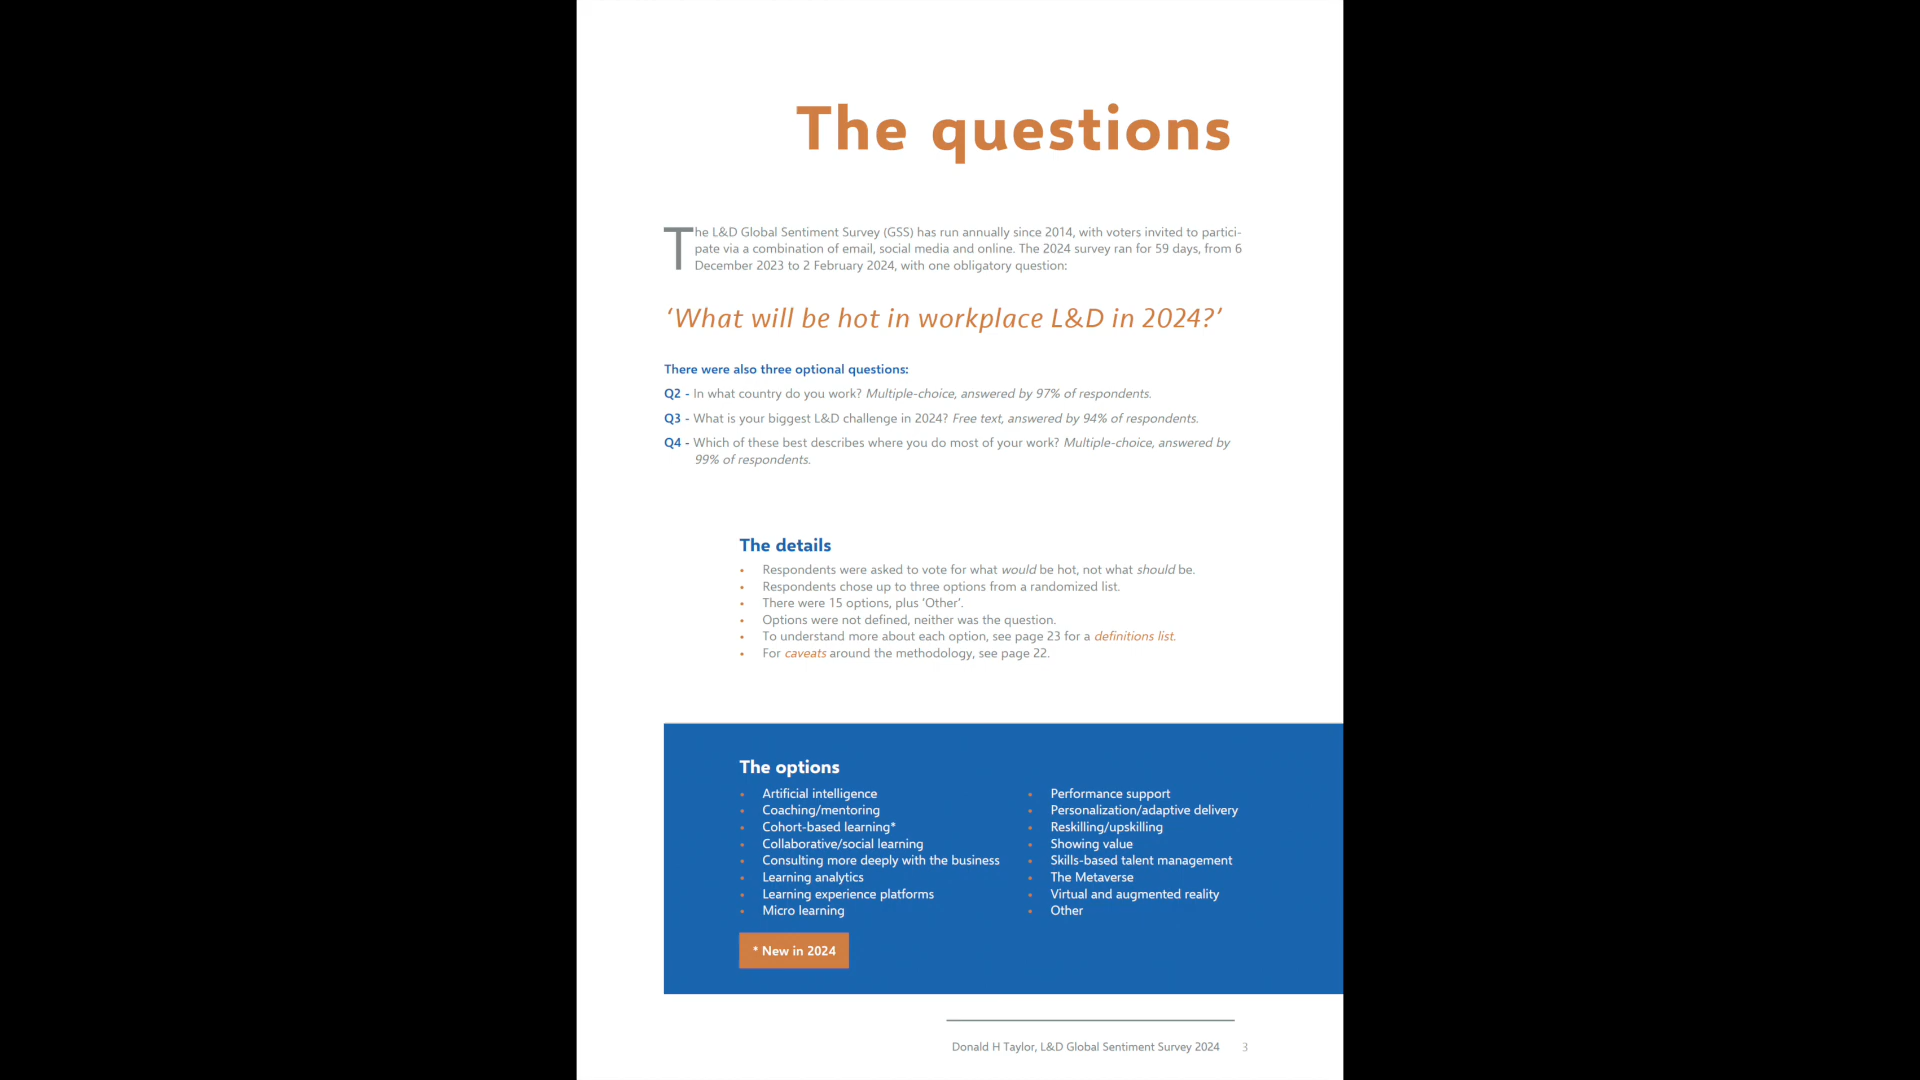 The questions
The L&D Global Sentiment Survey (GSS) has run annually since 2014, with voters invited to partici-
pate via a combination of email, social media and online. The 2024 survey ran for 59 days, from 6
December 2023 to 2 February 2024, with one obligatory question:
‘What will be hot in workplace L&D in 2024?’
There were also three optional questions:
Q2 - In what country do you work? Multiple-choice, answered by 97% of respondents.
Q3 - What is your biggest L&D challenge in 2024? Free text, answered by 94% of respondents.
Q4 - Which of these best describes where you do most of your work? Multiple-choice, answered by
99% of respondents.
The details
• Respondents were asked to vote for what would be hot, not what should be.
• Respondents chose up to three options from a randomized list.
• There were 15 options, plus ‘Other’.
• Options were not defined, neither was the question.
• To understand more about each option, see page 23 for a definitions list.
• For caveats around the methodology, see page 22.
The options
• Artificial intelligence
• Coaching/mentoring
• Cohort-based learning*
• Collaborative/social learning
• Consulting more deeply with the business
• Learning analytics
• Learning experience platforms
• Micro learning
• Performance support
• Personalization/adaptive delivery
• Reskilling/upskilling
• Showing value
• Skills-based talent management
• The Metaverse
• Virtual and augmented reality
• Other
* New in 2024
Donald H Taylor, L&D Global Sentiment Survey 2024 3